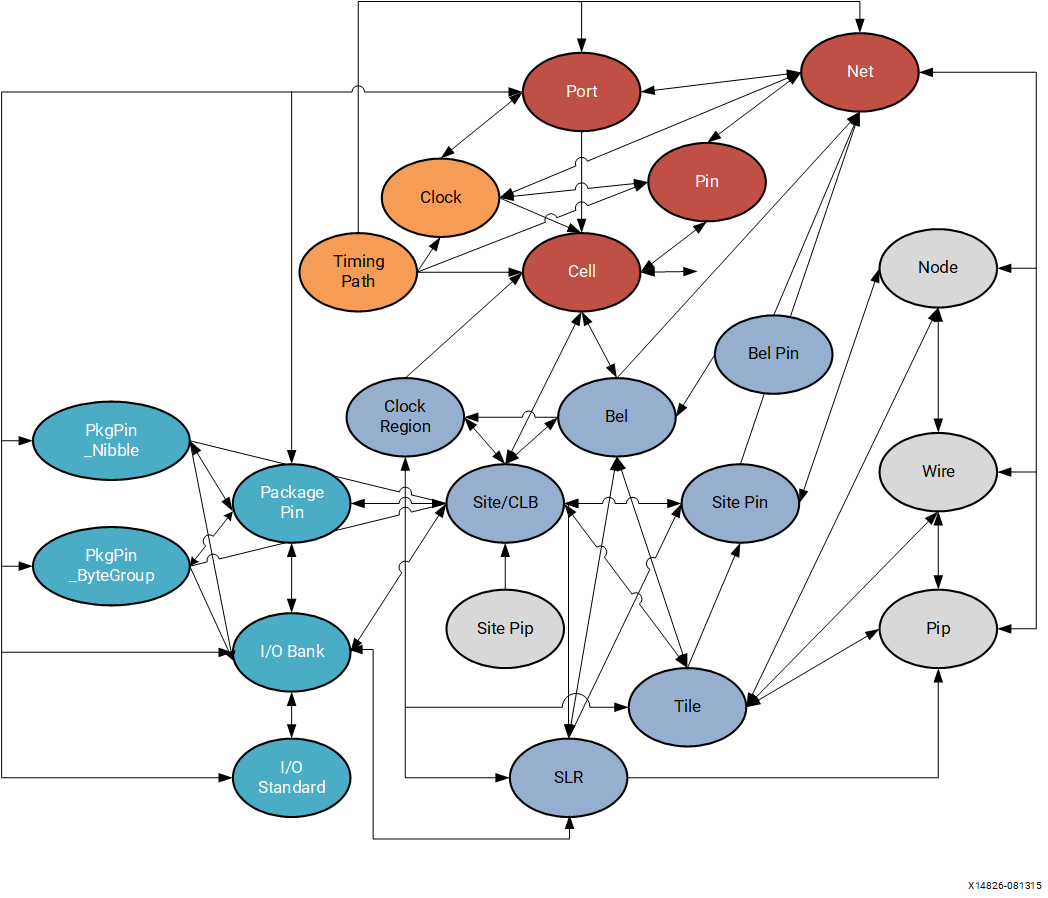 Net
Port
Pin
Clock
Timing
Path
Cell
Node
Bel Pin
Clock
Region
Bel
PkgPin
_Nibble
Wire
Package
Pin
Site/CLB
Site Pin
PkgPin
_ByteGroup
Site Pip
Pip
I/O Bank
Tile
I/O
Standard
SLR
X14826-081315